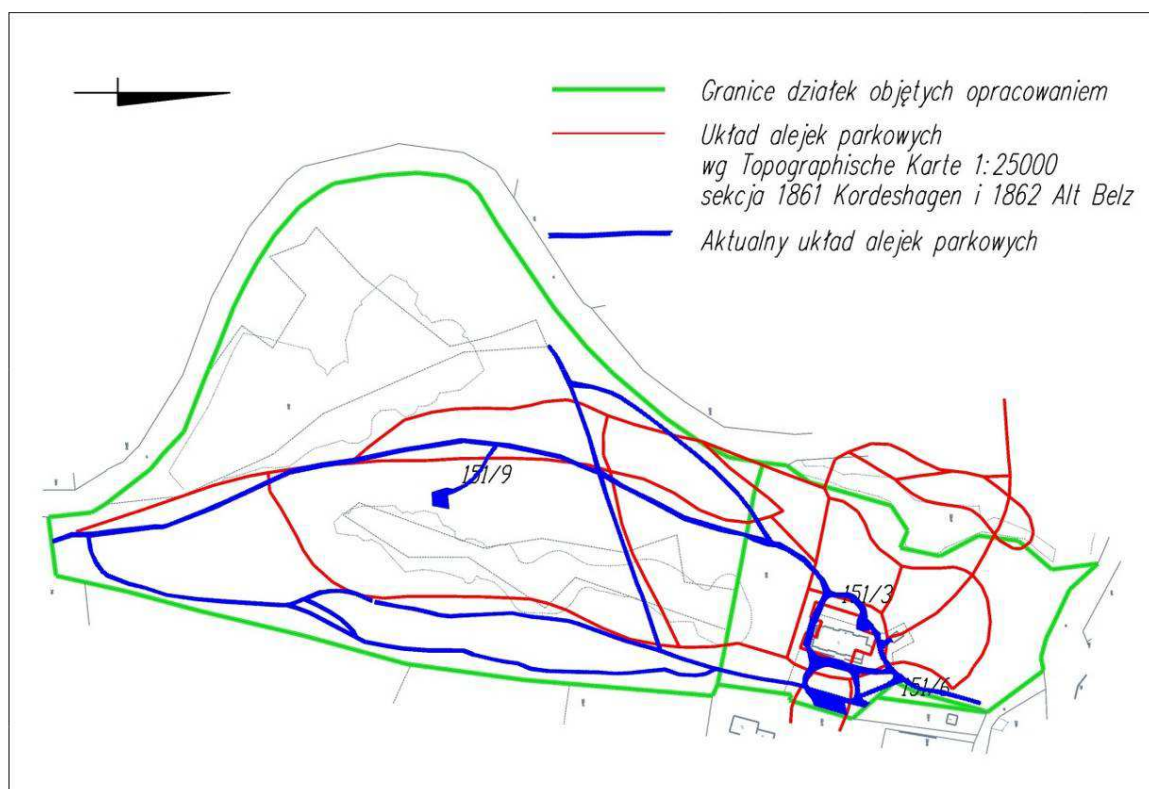 Granice działek objętych opracowaniem
Układ alejek parkowych
wg Topographische Karte 1:25000
sekcja 1861 Kordeshagen i 1862 Alt Belz
Aktualny układ alejek parkowych
151/9
151/3
151/6